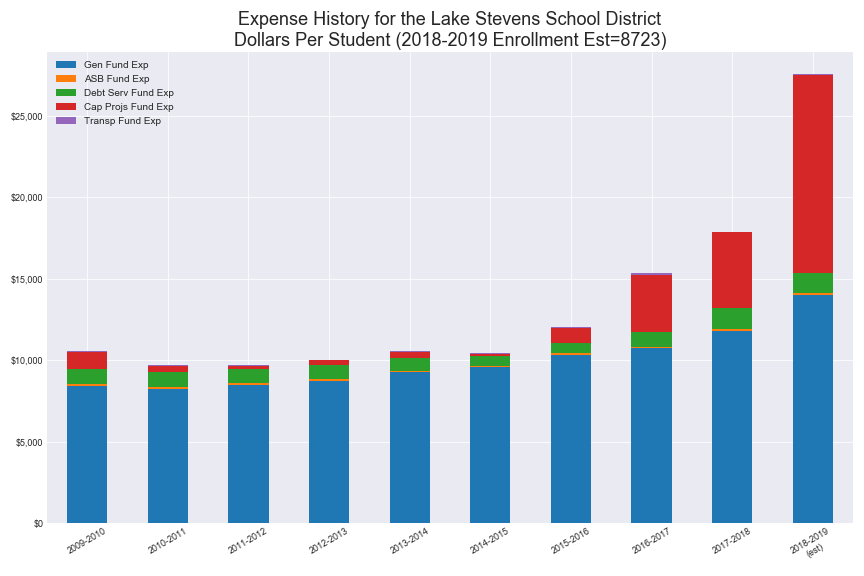 Expense History for the Lake Stevens School District
Dollars Per Student (2018-2019 Enrollment Est=8723)
Gen Fund Exp
ASB Fund Exp
Debt Serv Fund Exp
Cap Projs Fund Exp
Transp Fund Exp
$25,000
$20,000
$15,000
$10,000
$5,000
$0
2009-2010
2010-2011
2011-2012
2012-2013
2013-2014
2014-2015
2015-2016
2016-2017
2017-2018
2018-2019
(est)